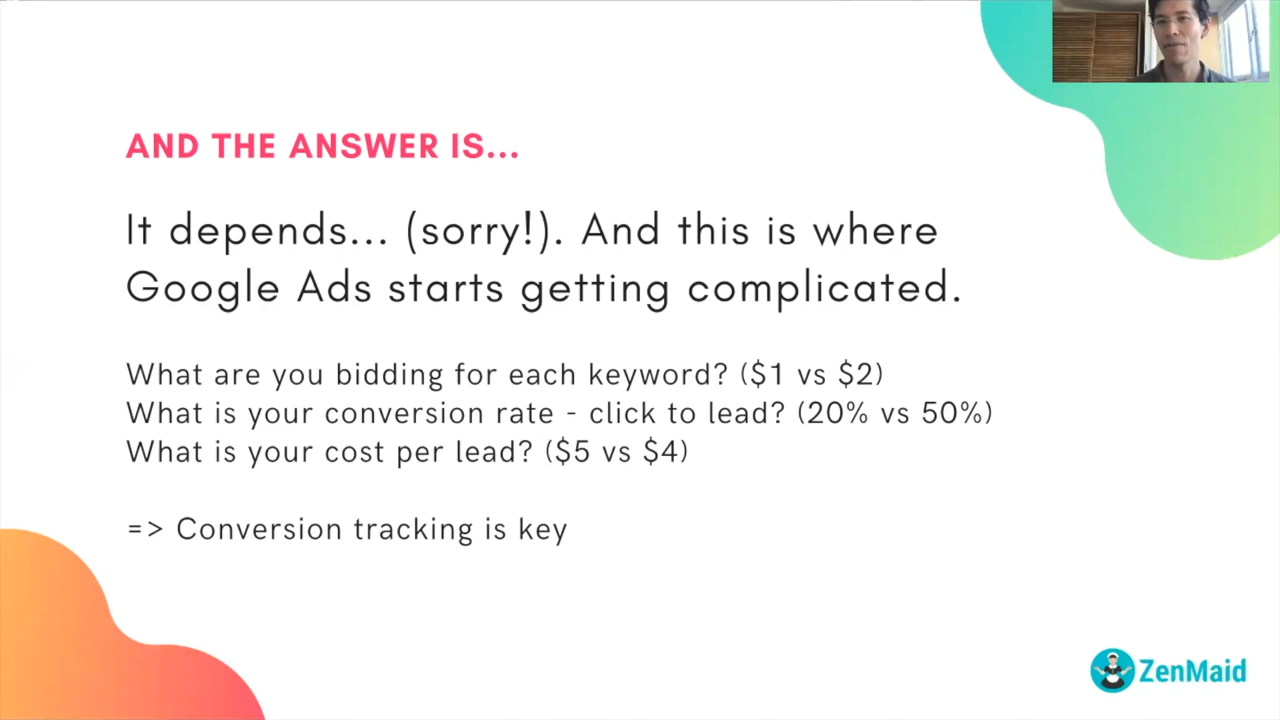 AND THE ANSWER IS...
It depends... (sorry!). And this is where
Google Ads starts getting complicated.
What are you bidding for each keyword? ($1 vs $2)
What is your conversion rate - click to lead? (20% vs 50%)
What is your cost per lead? ($5 vs $4)
=> Conversion tracking is key
ZenMaid